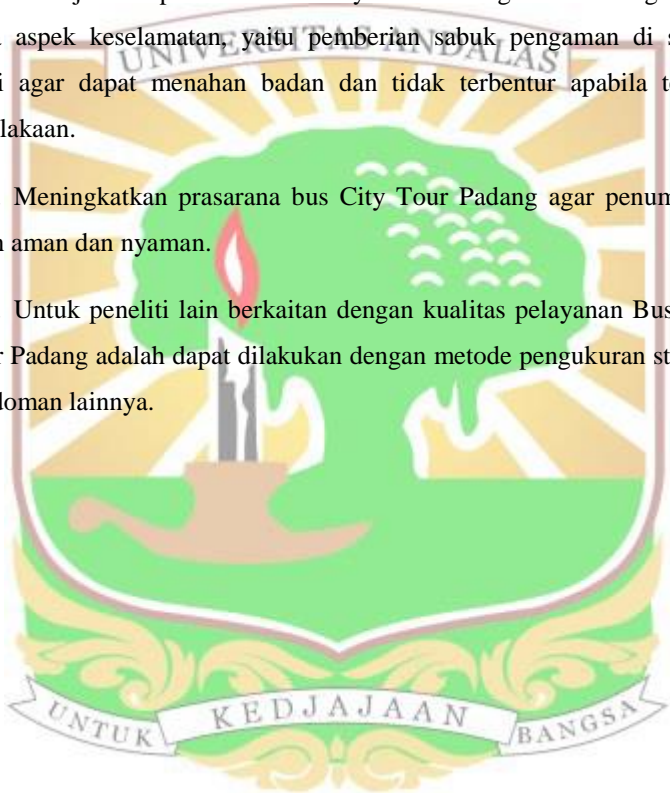 aspek keselamatan, yaitu pemberian sabuk pengaman di
agar dapat menahan badan dan tidak terbentur apabila
lakaan.
Meningkatkan prasarana bus City Tour Padang agar penum
aman dan nyaman.
Untuk peneliti lain berkaitan dengan kualitas pelayanan Bus
Padang adalah dapat dilakukan dengan metode pengukuran
doman lainnya.
UNIVERSITAS ANDALAS
UNTUK KEDJAJAAN BANGSA